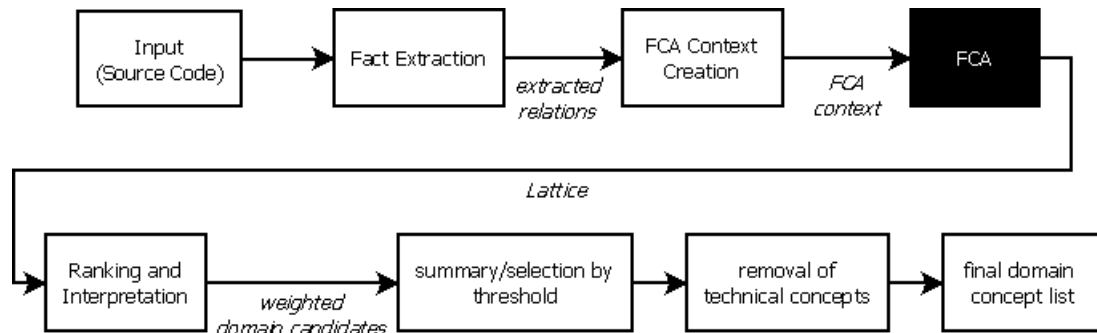 Input
(Source Code)
Fact Extraction
extracted
relations
FCA Context
Creation
FCA
context
FCA
Lattice
Ranking and
Interpretation
weighted
domain candidates
summary/selection by
threshold
removal of
technical concepts
final domain
concept list